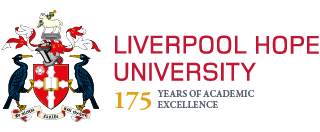 LIVERPOOL HOPE
UNIVERSITY
175 YEARS OF ACADEMIC
EXCELLENCE